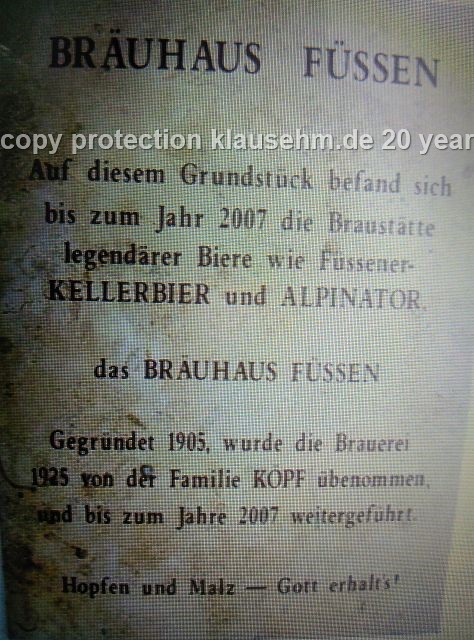 BRÄUHAUS FÜSSEN
copy protection klausehm.de 20 year
Auf diesem Grundstück befand sich
bis zum Jahr 2007 die Braustätte
legendärer Biere wie Füssener-
KELLERBIER und ALPINATOR.
das BRÄUHAUS FÜSSEN
Gegründet 1905, wurde die Brauerei
1925 von der Familie KOPF übenommen,
und bis zum Jahre 2007 weitergeführt.
Hopfen und Malz — Gott erhalt's!